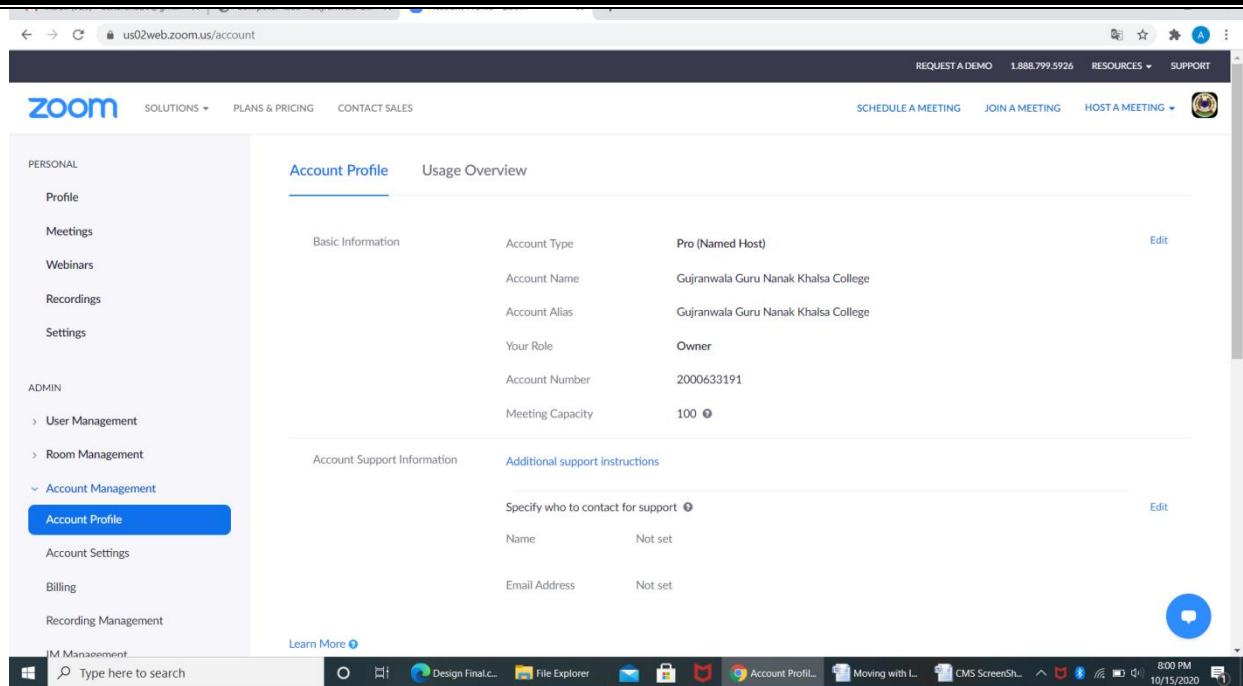 us02web.zoom.us/account
REQUEST A DEMO 1.888.799.5926 RESOURCES SUPPORT
zoom SOLUTIONS PLANS & PRICING CONTACT SALES SCHEDULE A MEETING JOIN A MEETING HOST A MEETING
PERSONAL
Profile
Meetings
Webinars
Recordings
Settings
ADMIN
User Management
Room Management
Account Management
Account Profile
Account Settings
Billing
Recording Management
IM Management
Account Profile Usage Overview
Basic Information
Account Type Pro (Named Host) Edit
Account Name Gujranwala Guru Nanak Khalsa College
Account Alias Gujranwala Guru Nanak Khalsa College
Your Role Owner
Account Number 2000633191
Meeting Capacity 100
Account Support Information Additional support instructions
Specify who to contact for support Edit
Name Not set
Email Address Not set
Learn More
Type here to search Design Final.c... File Explorer Account Profil... Moving with I... CMS ScreenSh... 8:00 PM
10/15/2020